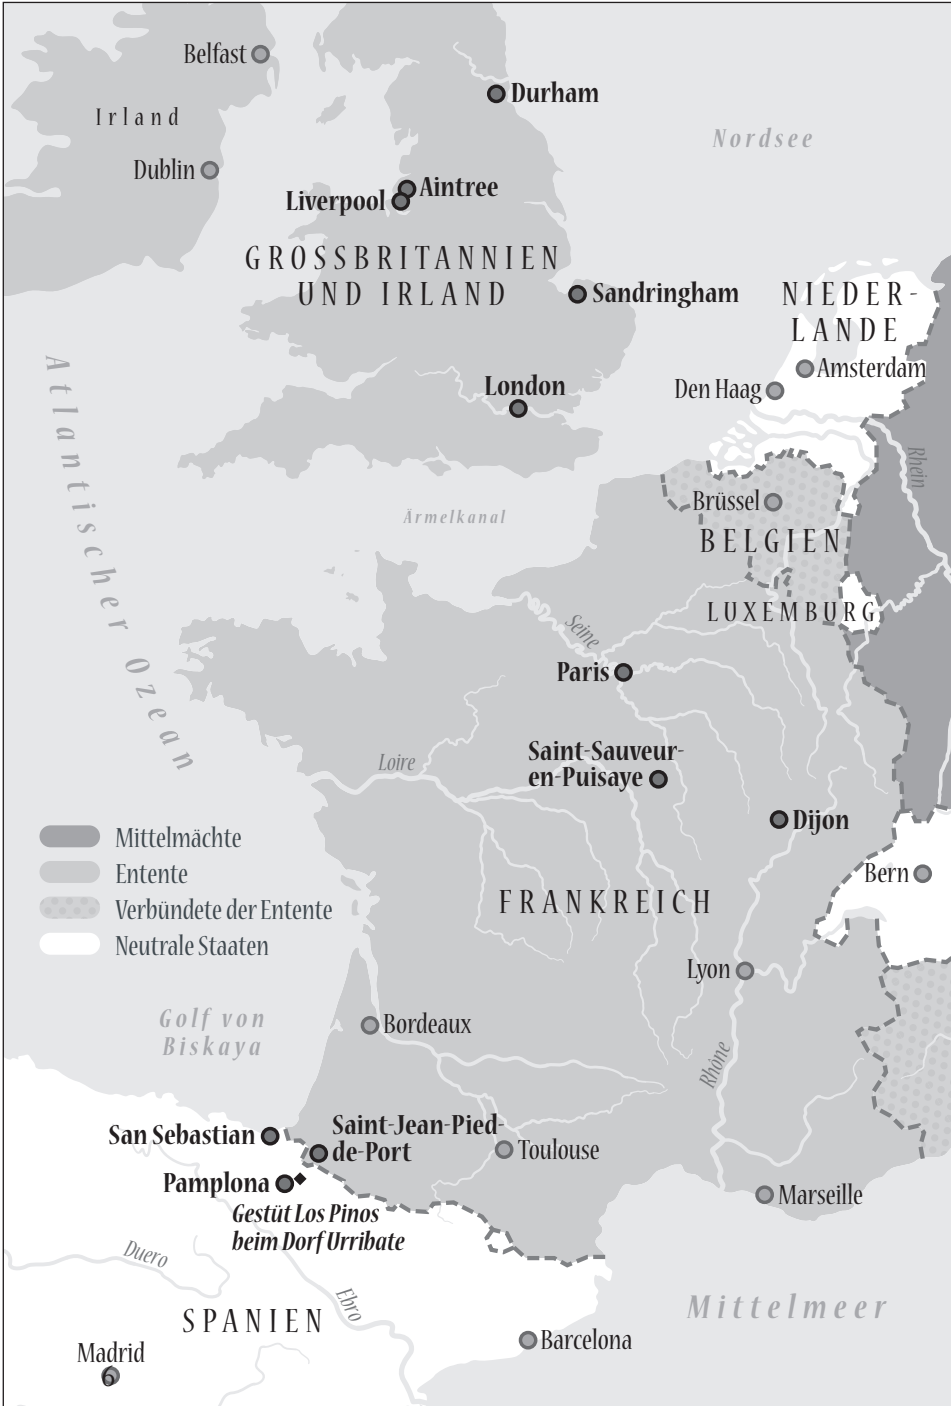 Belfast
Durham
Irland
Nordsee
Dublin
Aintree
Liverpool
GROSSBRITANNIEN
UND IRLAND
Sandringham
NIEDER-
LANDE
Amsterdam
Den Haag
London
Atlantischer Ozean
Rhein
Ärmelkanal
Brüssel
BELGIEN
LUXEMBURG
Seine
Paris
Saint-Sauveur-
en-Puisaye
Loire
Dijon
Mittelmächte
Entente
Verbündete der Entente
Neutrale Staaten
Bern
FRANKREICH
Lyon
Golf von
Biskaya
Bordeaux
Rhône
San Sebastian
Saint-Jean-Pied-
de-Port
Toulouse
Pamplona
Marseille
Gestüt Los Pinos
beim Dorf Urribate
Duero
Ebro
Mittelmeer
SPANIEN
Barcelona
Madrid
6